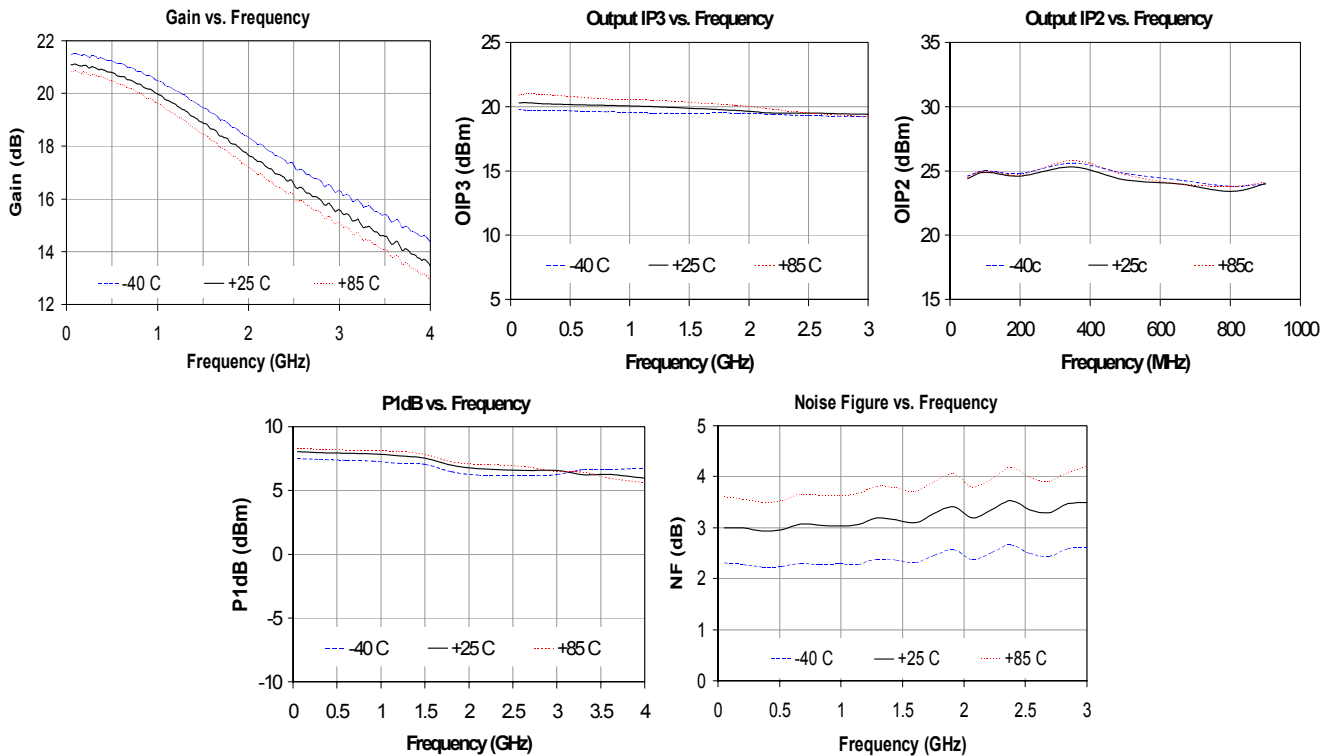 Gain vs. Frequency
22
20
18
16
14
12
Gain (dB)
-40 C +25 C +85 C
0 1 2 3 4
Frequency (GHz)
Output IP3 vs. Frequency
25
20
15
10
5
OIP3 (dBm)
-40 C +25 C +85 C
0 0.5 1 1.5 2 2.5 3
Frequency (GHz)
Output IP2 vs. Frequency
35
30
25
20
15
OIP2 (dBm)
-40c +25c +85c
0 200 400 600 800 1000
Frequency (MHz)
P1dB vs. Frequency
10
5
0
-5
-10
P1dB (dBm)
-40 C +25 C +85 C
0 0.5 1 1.5 2 2.5 3 3.5 4
Frequency (GHz)
Noise Figure vs. Frequency
5
4
3
2
1
0
NF (dB)
-40 C +25 C +85 C
0 0.5 1 1.5 2 2.5 3
Frequency (GHz)